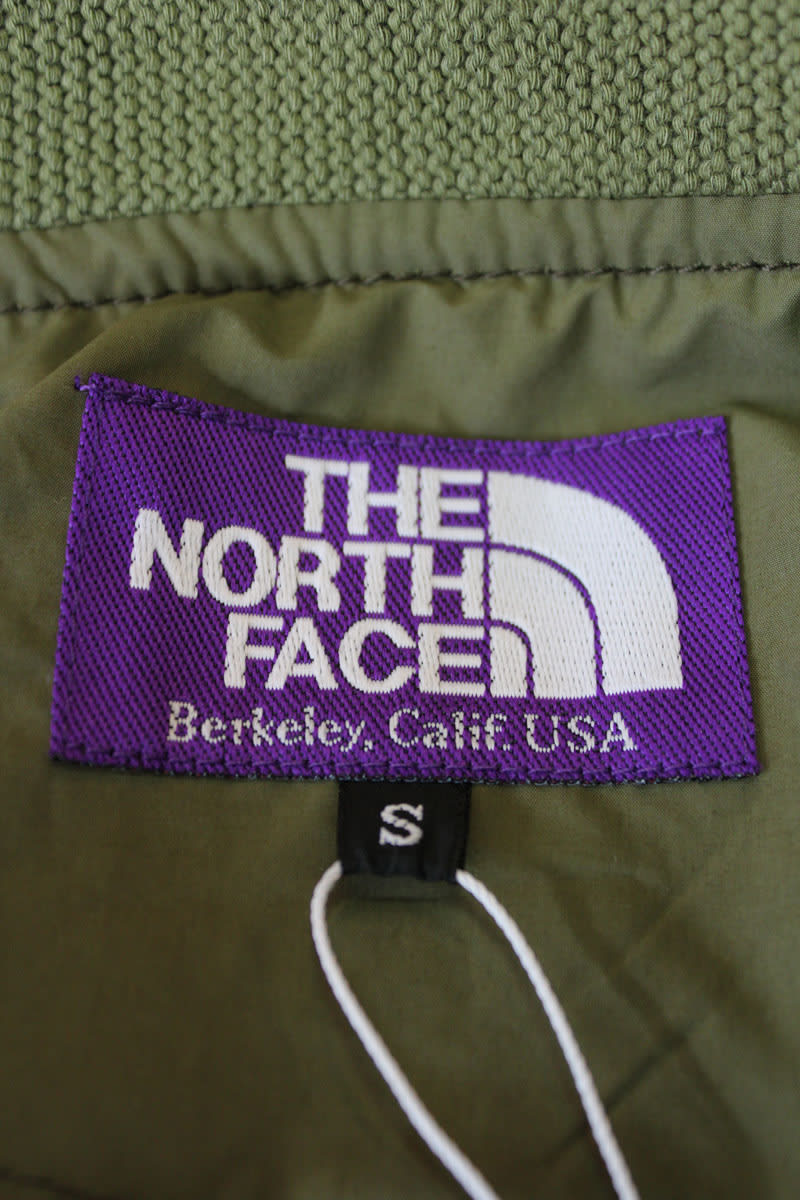 THE
NORTH
FACE
Berkeley, Calif. USA
S